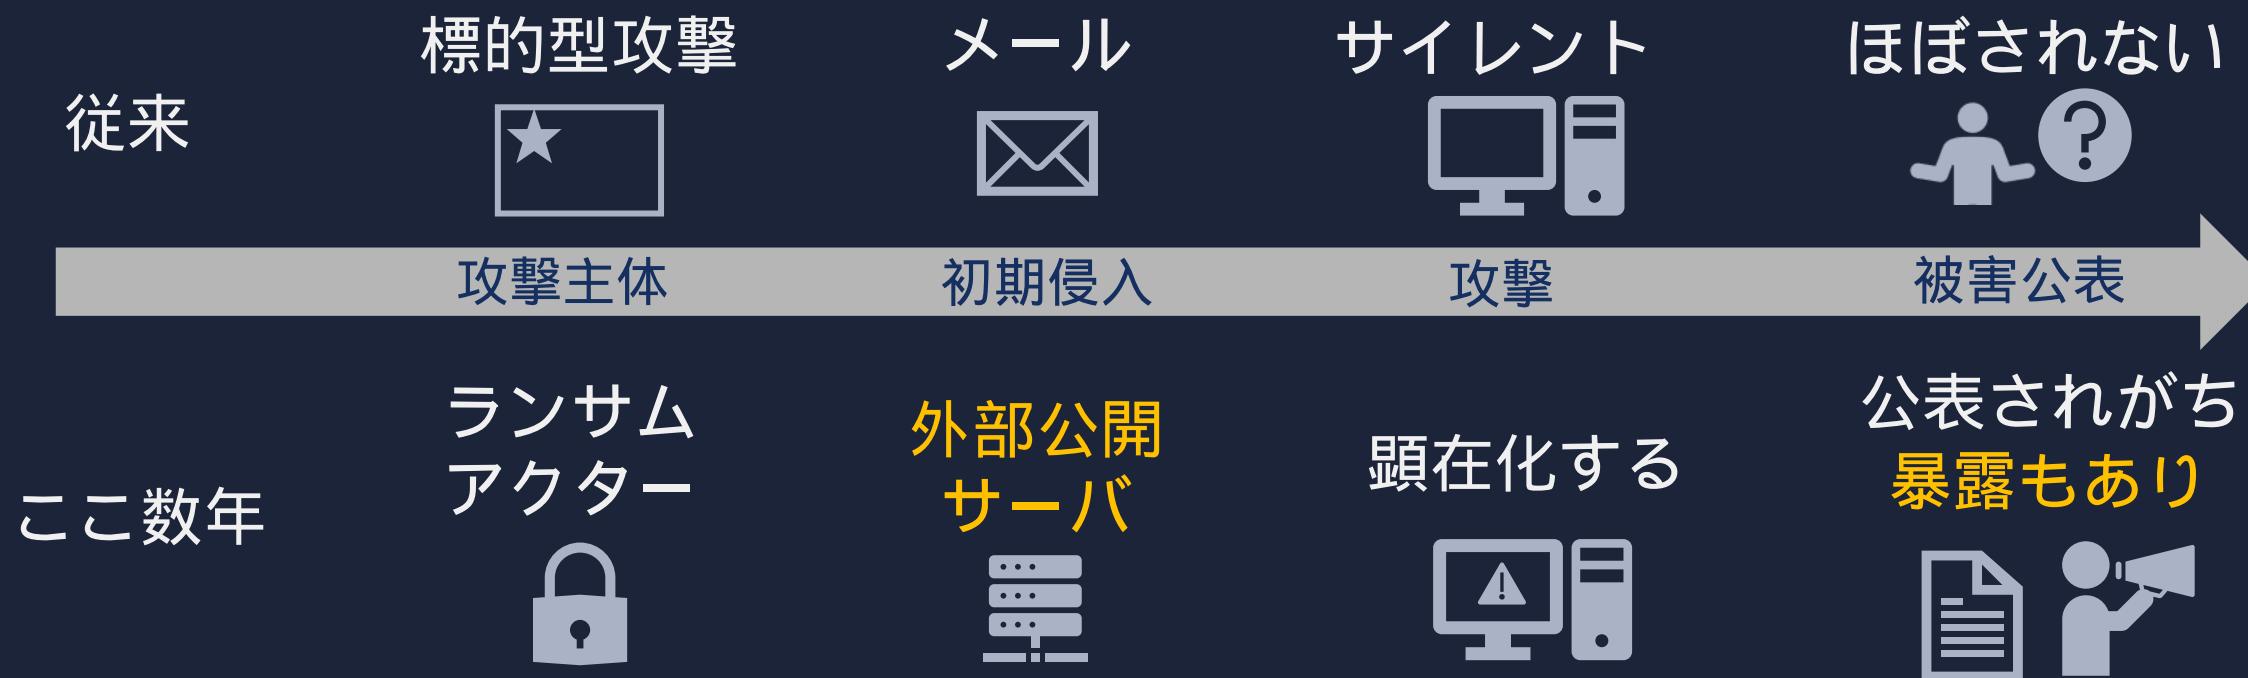 従来
標的型攻撃
メール
サイレント
ほぼされない
攻撃主体
初期侵入
攻撃
被害公表
ここ数年
ランサム
アクター
外部公開
サーバ
顕在化する
公表されがち
暴露もあり